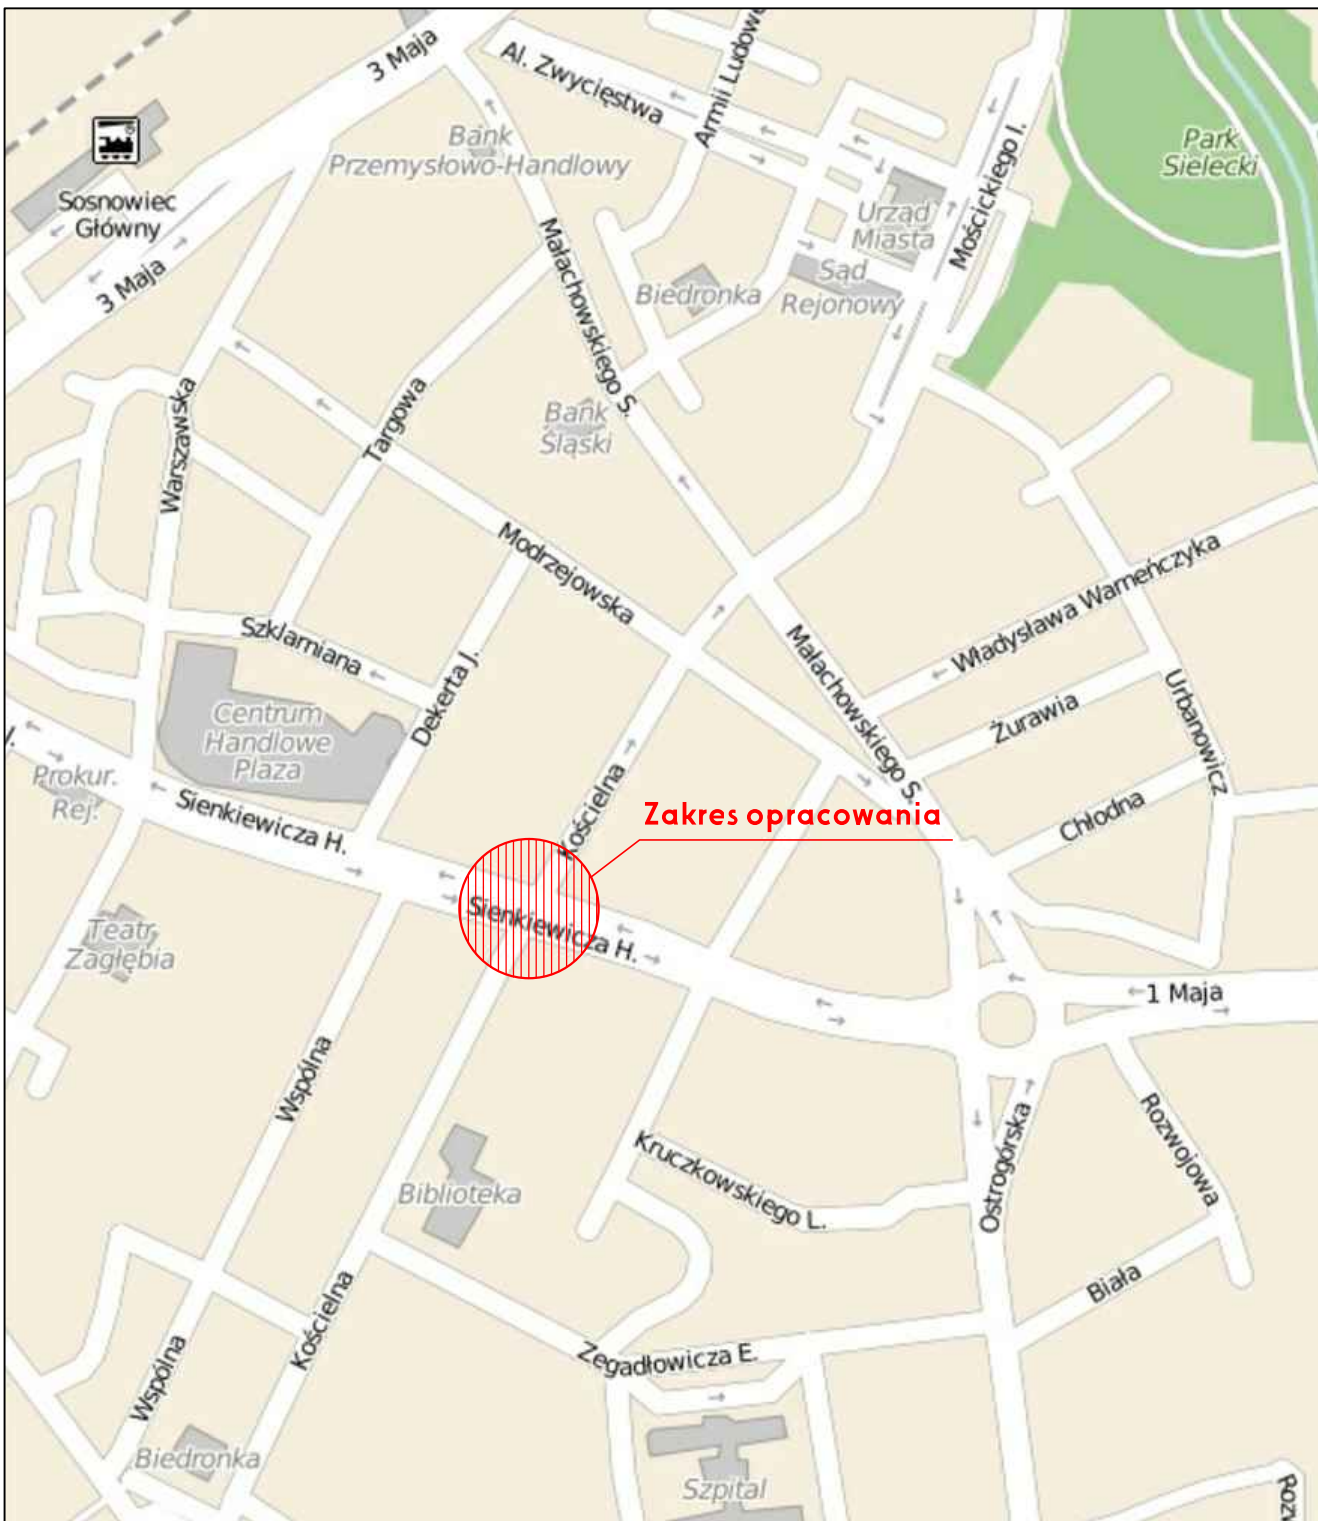 3 Maja
Al. Zwycięstwa
Armii Ludowe
Bank
Przemysłowo-Handlowy
Park
Sielecki
Sosnowiec
Główny
Urząd
Miasta
Mościckiego I.
3 Maja
Małachowskiego S.
Biedronka
Sąd
Rejonowy
Warszawska
Targowa
Bank
Śląski
Modrzejowska
Władysława Warneńczyka
Szklarniana
Dekerta J.
Małachowskiego S.
Urbanowicz
Żurawia
Centrum
Handlowe
Plaza
J.
Prokur.
Rej.
Sienkiewicza H.
Kościelna
Zakres opracowania
Chłodna
Teatr
Zagłębia
Sienkiewicza H.
1 Maja
Wspólna
Ostrogórska
Rozwojowa
Kruczkowskiego L.
Biblioteka
Kościelna
Biała
Wspólna
Zegadłowicza E.
Biedronka
Szpital
Rozw